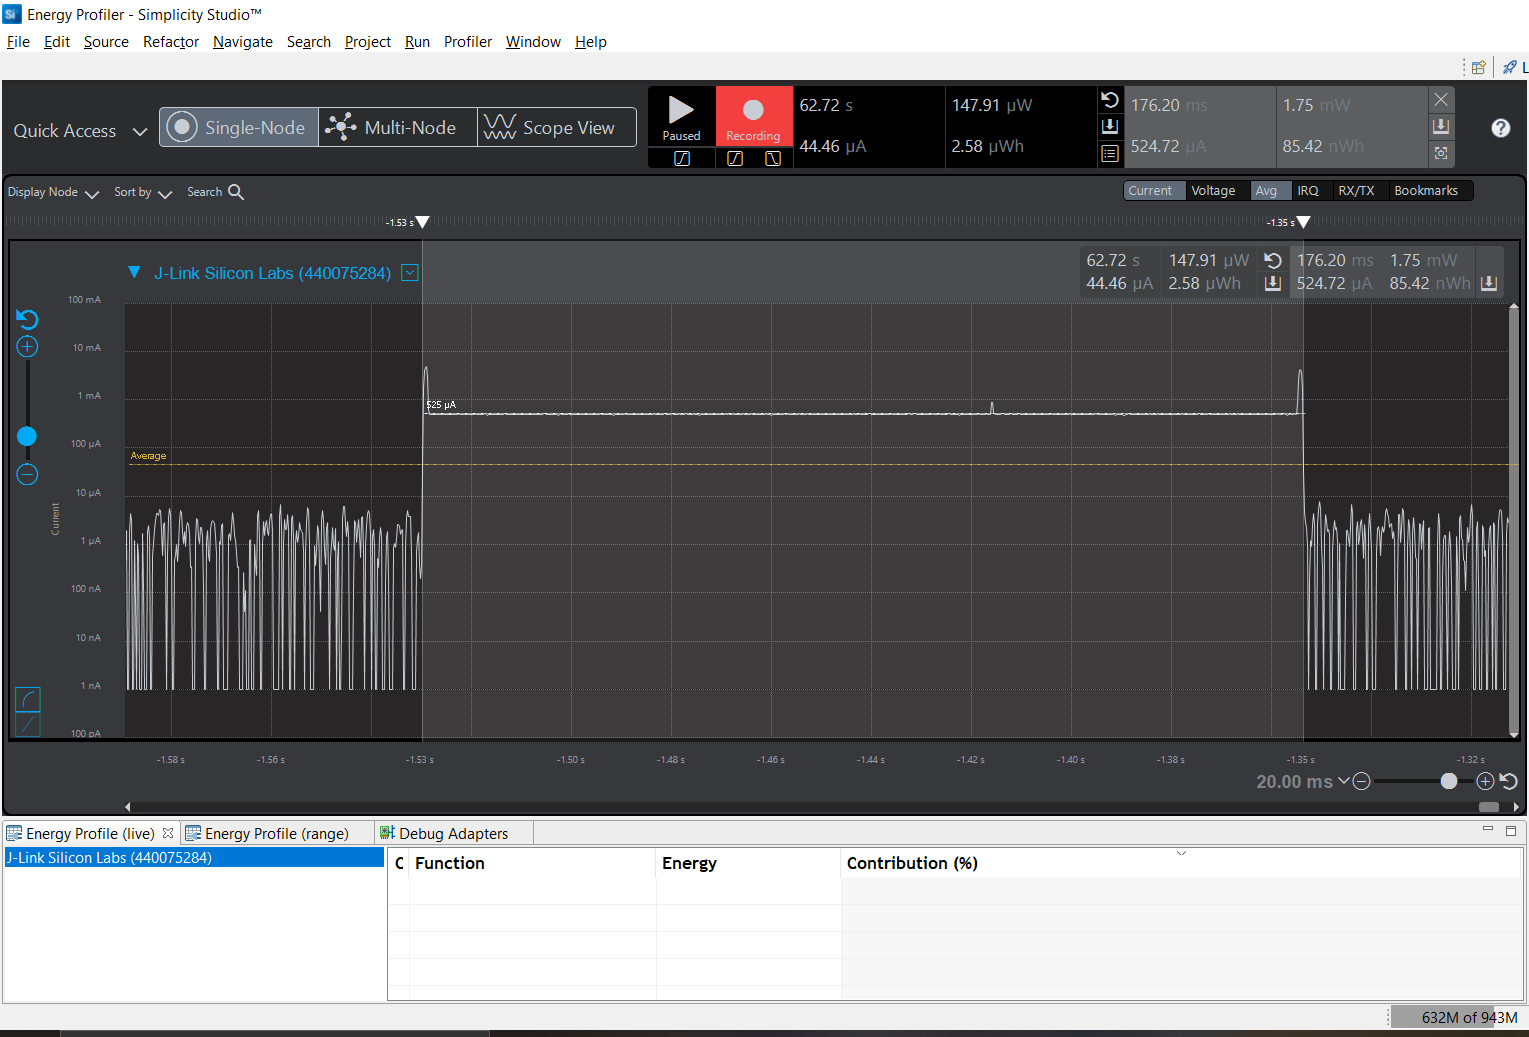 Energy Profiler - Simplicity Studio™
File Edit Source Refactor Navigate Search Project Run Profiler Window Help
Quick Access
Single-Node
Multi-Node
Scope View
Paused
Recording
62.72 s 147.91 µW
44.46 µA 2.58 µWh
176.20 ms 1.75 mW
524.72 µA 85.42 nWh
Display Node Sort by Search
Current Voltage Avg IRQ RX/TX Bookmarks
-1.53 s -1.35 s
J-Link Silicon Labs (440075284)
62.72 s 147.91 µW 176.20 ms 1.75 mW
44.46 µA 2.58 µWh 524.72 µA 85.42 nWh
100 mA
10 mA
1 mA
525 µA
100 µA
Average
10 µA
Current
1 µA
100 nA
10 nA
1 nA
100 pA
-1.58 s -1.56 s -1.53 s -1.50 s -1.48 s -1.46 s -1.44 s -1.42 s -1.40 s -1.38 s -1.35 s -1.32 s
20.00 ms
Energy Profile (live) Energy Profile (range) Debug Adapters
J-Link Silicon Labs (440075284)
C Function Energy Contribution (%)
632M of 943M